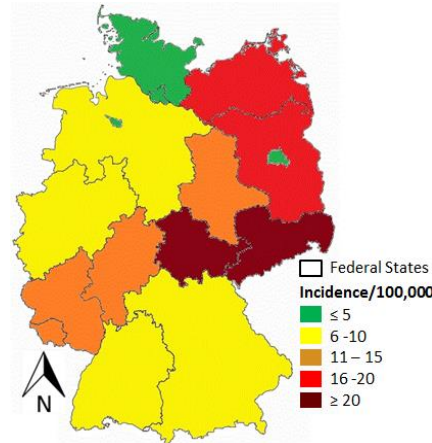 Federal States
Incidence/100,000
≤ 5
6 -10
11 – 15
16 -20
≥ 20
N